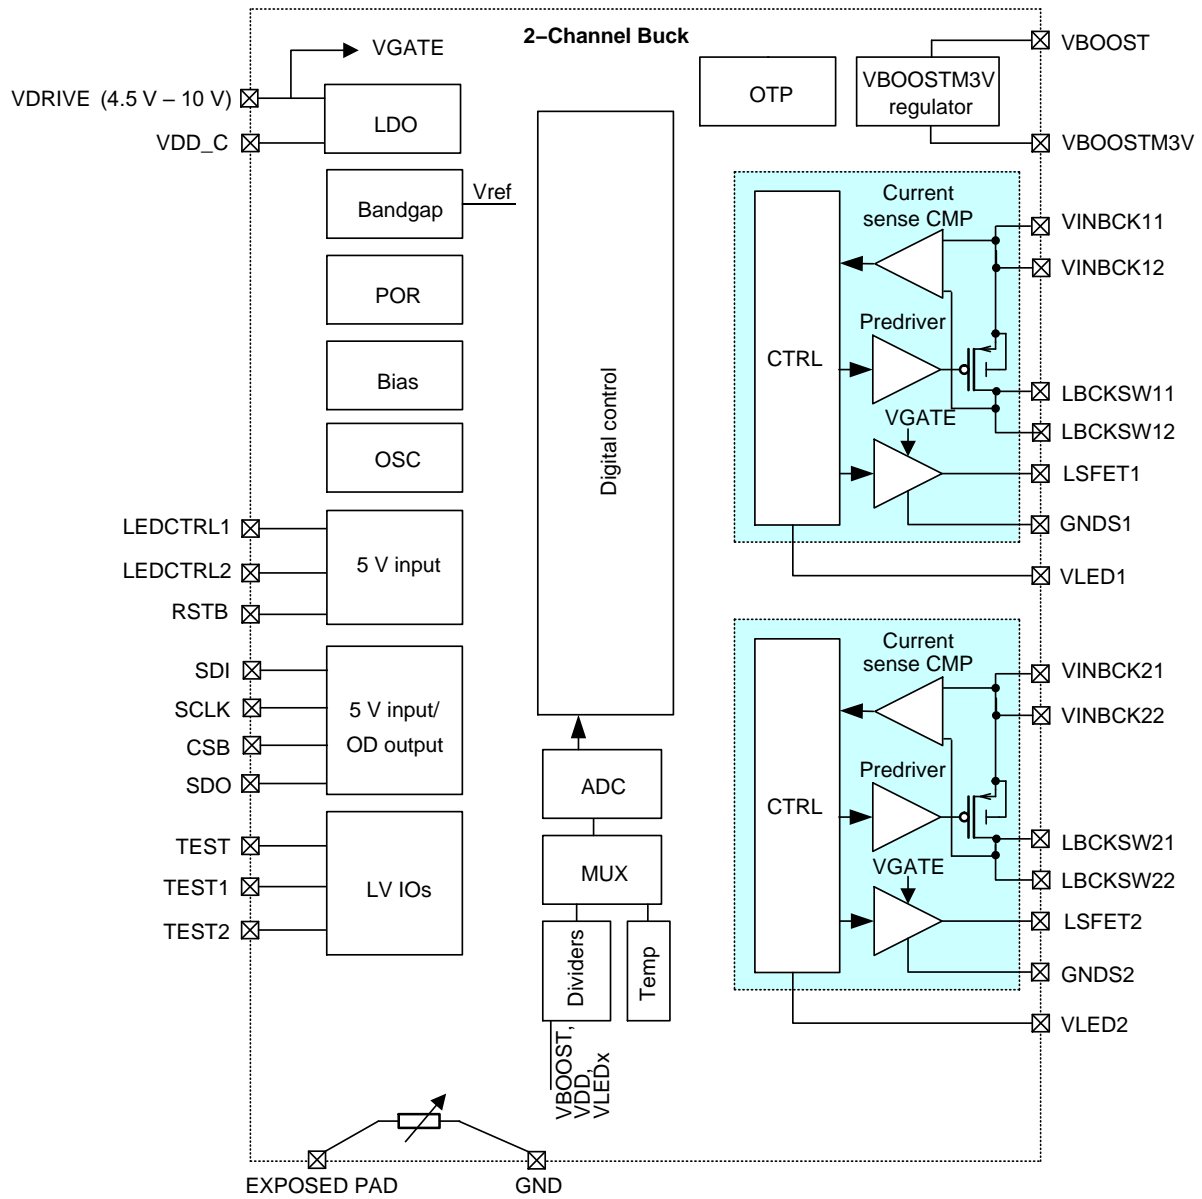 2−Channel Buck
VGATE
VDRIVE (4.5 V – 10 V)
VDD_C
LDO
Bandgap
Vref
POR
Bias
OSC
LEDCTRL1
LEDCTRL2
RSTB
5 V input
SDI
SCLK
CSB
SDO
5 V input/
OD output
TEST
TEST1
TEST2
LV IOs
Digital control
ADC
MUX
Dividers
Temp
VBOOST,
VDD,
VLEDx
EXPOSED PAD
GND
OTP
VBOOSTM3V
regulator
VBOOST
VBOOSTM3V
Current
sense CMP
CTRL
Predriver
VGATE
VINBCK11
VINBCK12
LBCKSW11
LBCKSW12
LSFET1
GNDS1
VLED1
Current
sense CMP
CTRL
Predriver
VGATE
VINBCK21
VINBCK22
LBCKSW21
LBCKSW22
LSFET2
GNDS2
VLED2